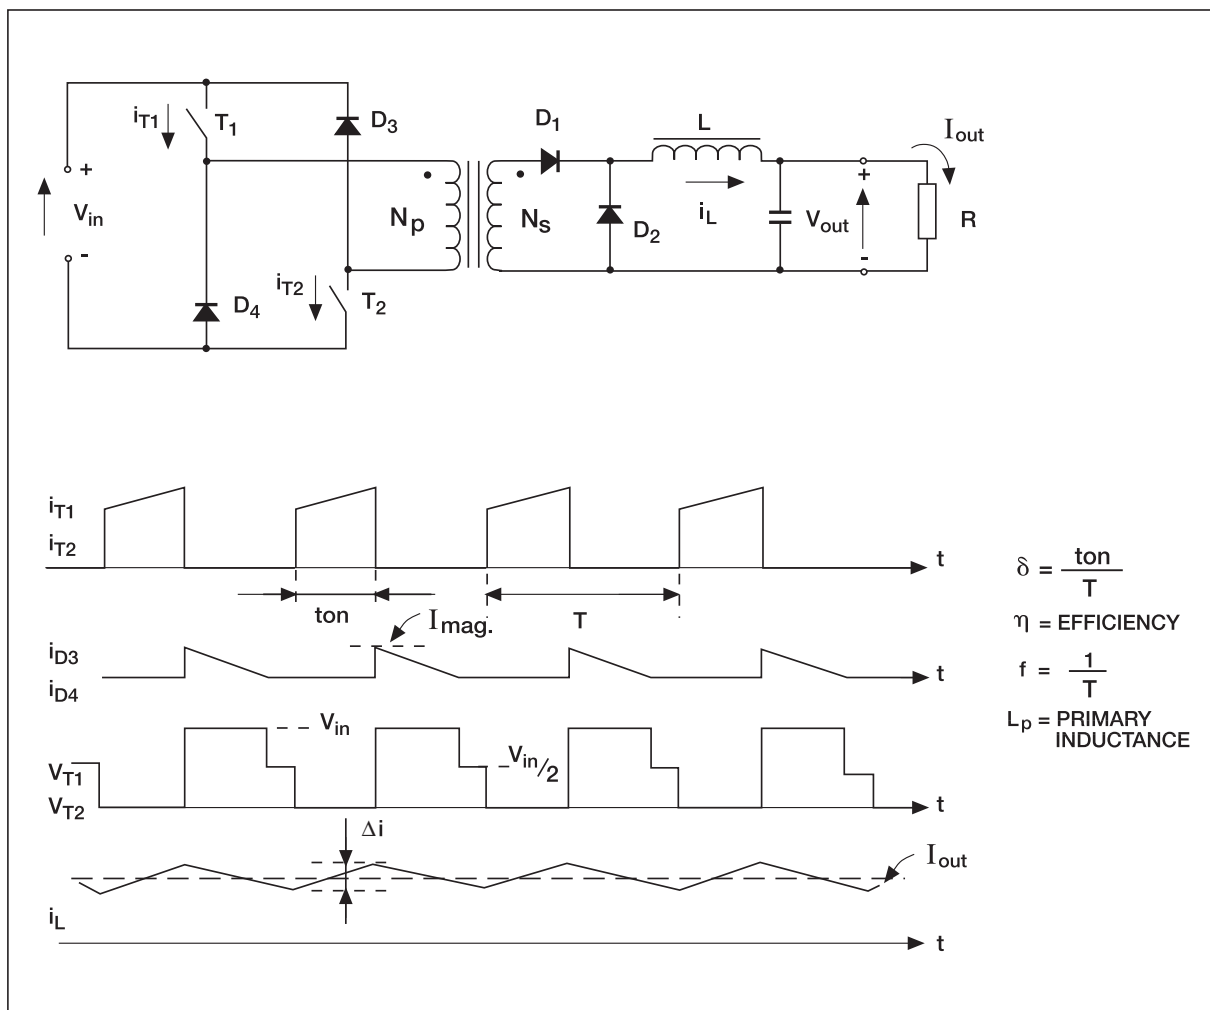 iT1
T1
D3
+
Vin
-
Np
Ns
D1
L
Iout
iL
D2
Vout
+
-
R
D4
iT2
T2
iT1
iT2
t
ton
T
Imag.
iD3
iD4
t
Vin
Vin/2
VT1
VT2
t
Δi
Iout
iL
t
δ = ton/T
η = EFFICIENCY
f = 1/T
Lp = PRIMARY
INDUCTANCE